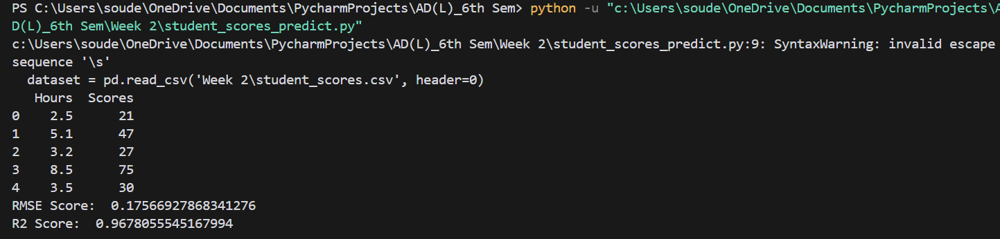 PS C:\Users\soude\OneDrive\Documents\PycharmProjects\AD(L)_6th Sem> python -u "c:\Users\soude\OneDrive\Documents\PycharmProjects\A
D(L)_6th Sem\Week 2\student_scores_predict.py"
c:\Users\soude\OneDrive\Documents\PycharmProjects\AD(L)_6th Sem\Week 2\student_scores_predict.py:9: SyntaxWarning: invalid escape
sequence '\s'
  dataset = pd.read_csv('Week 2\student_scores.csv', header=0)
   Hours  Scores
0    2.5      21
1    5.1      47
2    3.2      27
3    8.5      75
4    3.5      30
RMSE Score:  0.17566927868341276
R2 Score:  0.9678055545167994